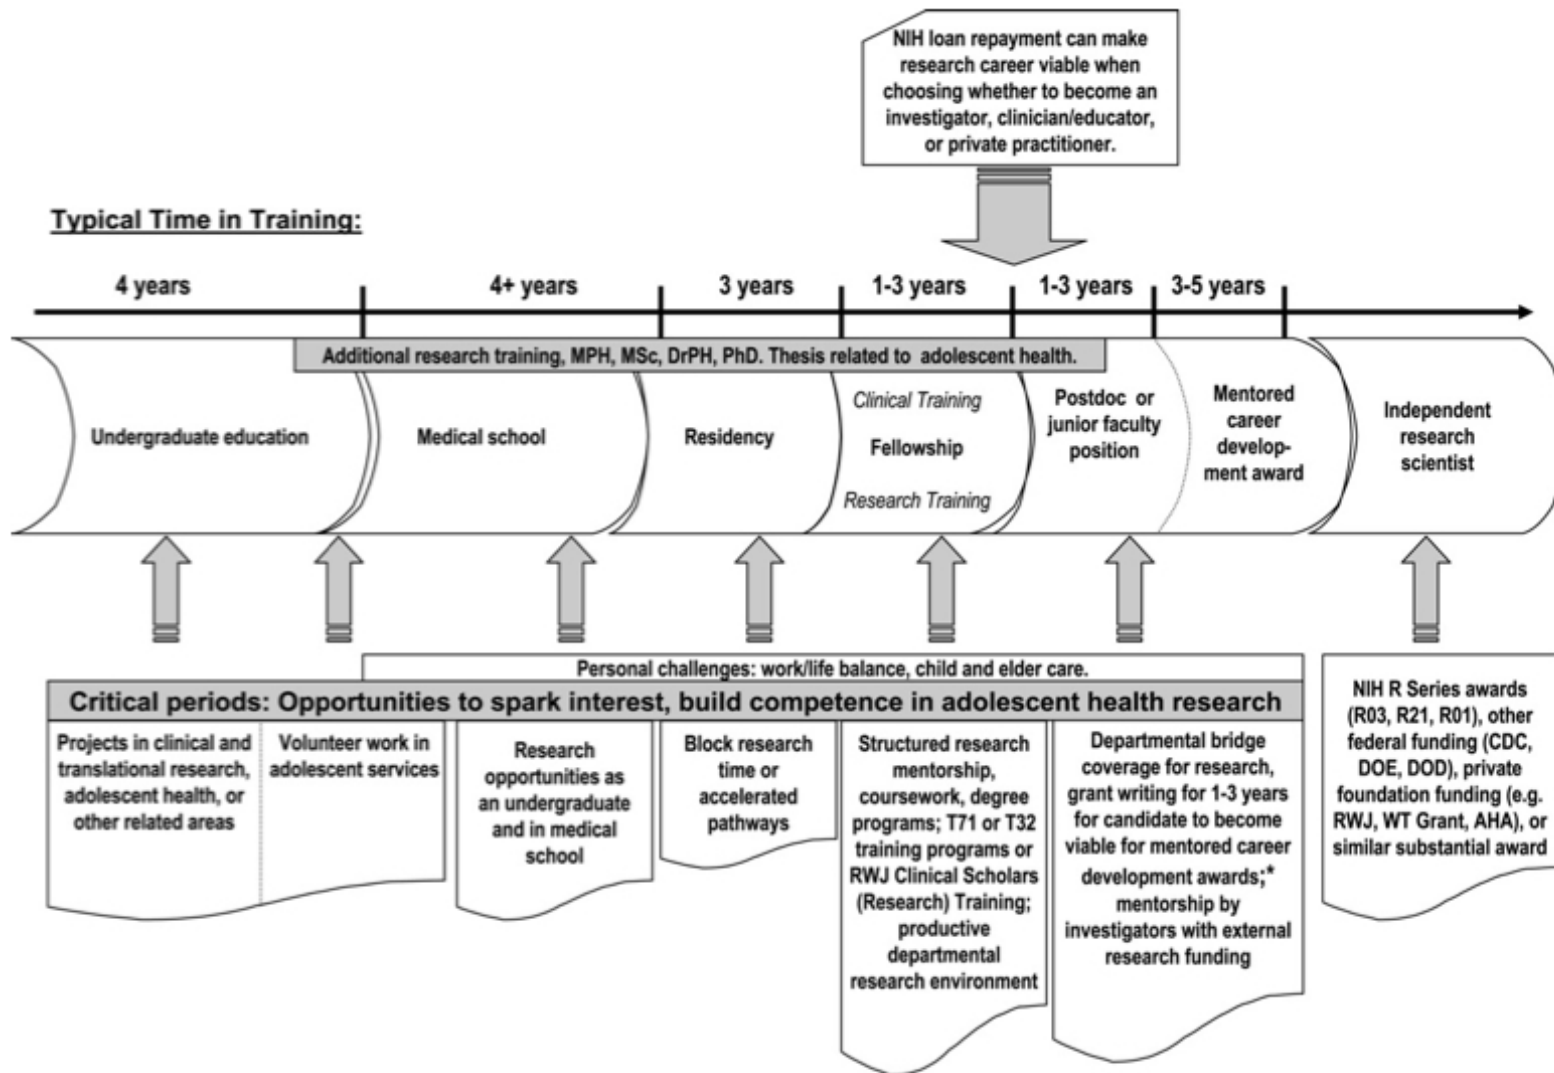 NIH loan repayment can make
research career viable when
choosing whether to become an
investigator, clinician/educator,
or private practitioner.
Typical Time in Training:
4 years
4+ years
3 years
1-3 years
1-3 years
3-5 years
Additional research training, MPH, MSc, DrPH, PhD. Thesis related to adolescent health.
Undergraduate education
Medical school
Residency
Clinical Training
Fellowship
Research Training
Postdoc or
junior faculty
position
Mentored
career
develop-
ment award
Independent
research
scientist
Personal challenges: work/life balance, child and elder care.
Critical periods: Opportunities to spark interest, build competence in adolescent health research
Projects in clinical and
translational research,
adolescent health, or
other related areas
Volunteer work in
adolescent services
Research
opportunities as
an undergraduate
and in medical
school
Block research
time or
accelerated
pathways
Structured research
mentorship,
coursework, degree
programs; T71 or T32
training programs or
RWJ Clinical Scholars
(Research) Training;
productive
departmental
research environment
Departmental bridge
coverage for research,
grant writing for 1-3 years
for candidate to become
viable for mentored career
development awards;*
mentorship by
investigators with external
research funding
NIH R Series awards
(R03, R21, R01), other
federal funding (CDC,
DOE, DOD), private
foundation funding (e.g.
RWJ, WT Grant, AHA), or
similar substantial award